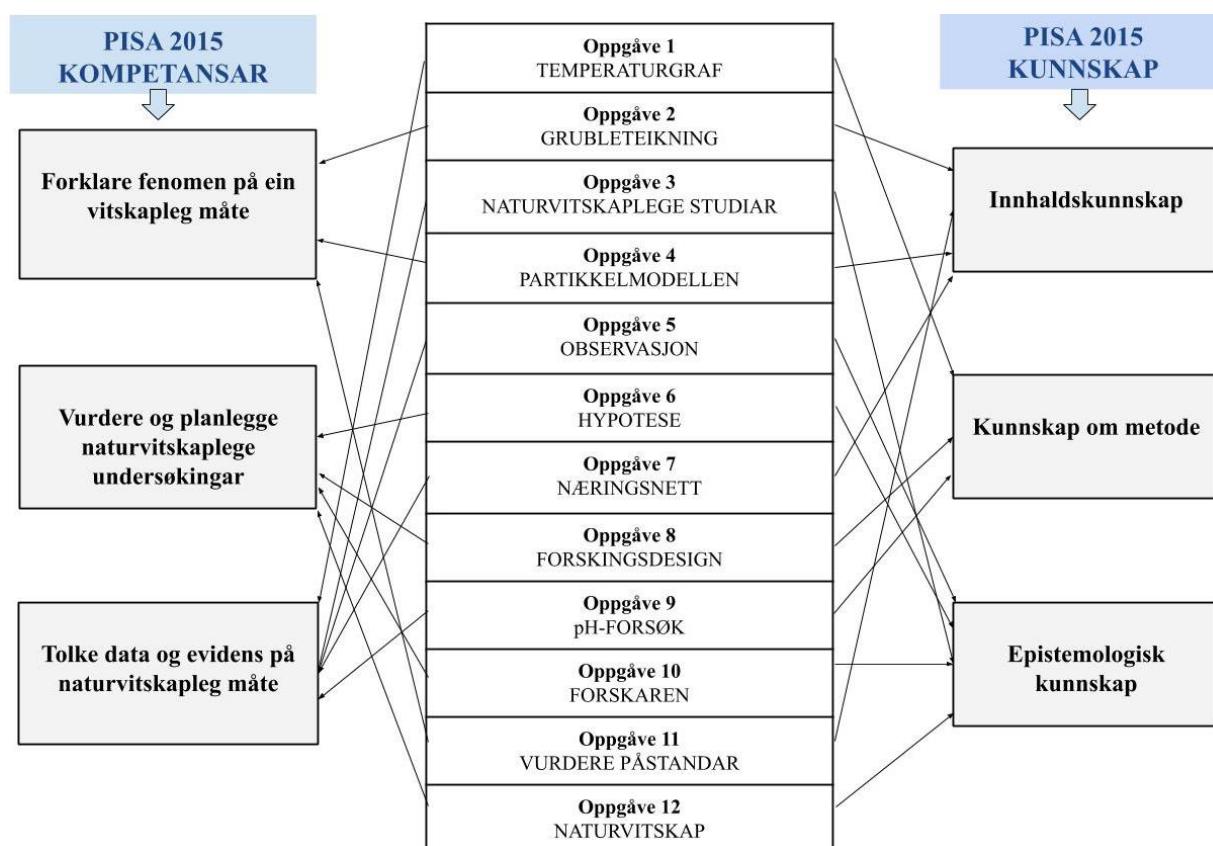 PISA 2015
KOMPETANSAR
Forklare fenomen på ein
vitskapleg måte
Vurdere og planlegge
naturvitskaplege
undersøkingar
Tolke data og evidens på
naturvitskapleg måte
Oppgåve 1
TEMPERATURGRAF
Oppgåve 2
GRUBLETEIKNING
Oppgåve 3
NATURVITSKAPLEGE STUDIAR
Oppgåve 4
PARTIKKELMODELLEN
Oppgåve 5
OBSERVASJON
Oppgåve 6
HYPOTESE
Oppgåve 7
NÆRINGSNETT
Oppgåve 8
FORSKINGSDESIGN
Oppgåve 9
pH-FORSØK
Oppgåve 10
FORSKAREN
Oppgåve 11
VURDERE PÅSTANDAR
Oppgåve 12
NATURVITSKAP
PISA 2015
KUNNSKAP
Innhaldskunnskap
Kunnskap om metode
Epistemologisk
kunnskap